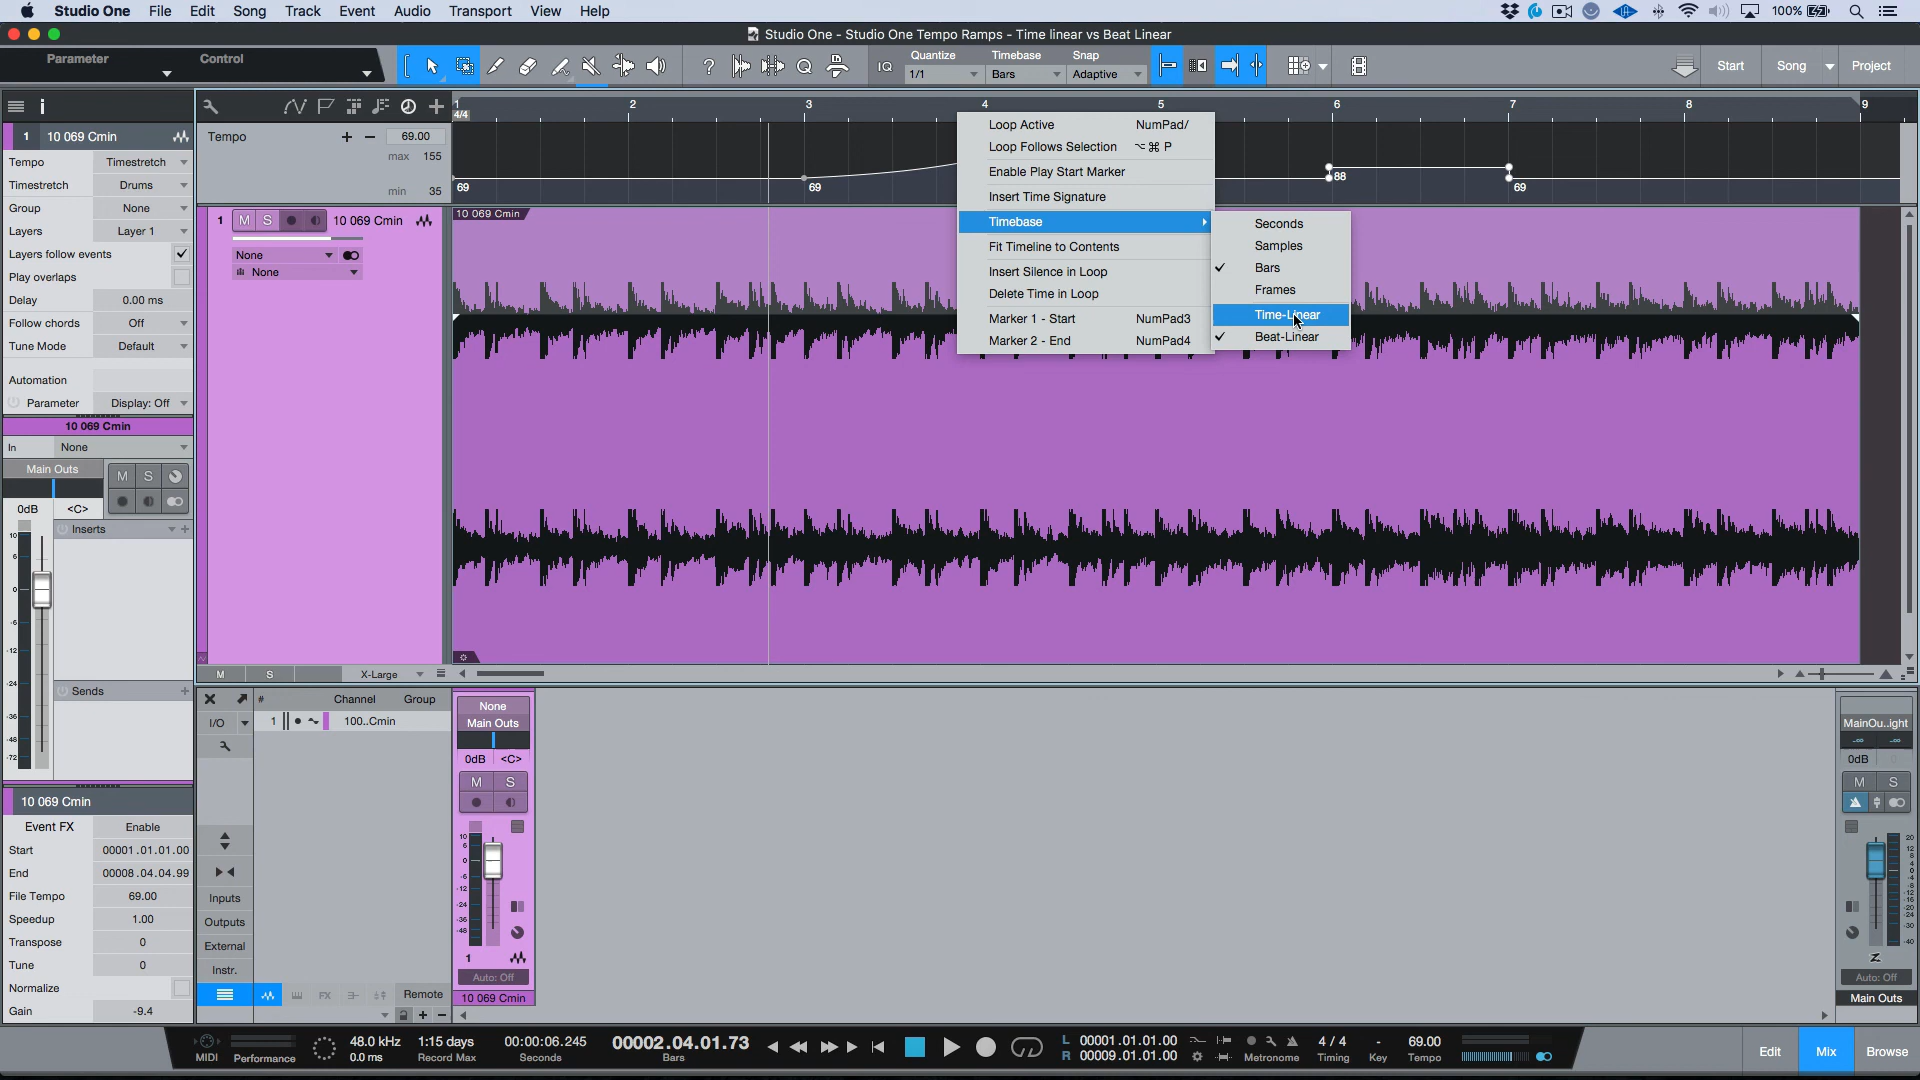 Studio One File Edit Song Track Event Audio Transport View Help 100%
Studio One - Studio One Tempo Ramps - Time linear vs Beat Linear
Parameter Control
Quantize Timebase Snap
IQ 1/1 Bars Adaptive
Start Song Project
1 2 3 4 5 6 7 8 9
4/4
1 10 069 Cmin
Tempo Timestretch
Timestretch Drums
Group None
Layers Layer 1
Layers follow events
Play overlaps
Delay 0.00 ms
Follow chords Off
Tune Mode Default
Automation
Parameter Display: Off
10 069 Cmin
In None
Main Outs
M S
0dB <C>
Inserts
Sends
10 069 Cmin
Event FX Enable
Start 00001.01.01.00
End 00008.04.04.99
File Tempo 69.00
Speedup 1.00
Transpose 0
Tune 0
Normalize
Gain -9.4
Tempo + − 69.00
max 155
min 35
69 69 88 69
1 M S 10 069 Cmin
None
None
10 069 Cmin
Loop Active NumPad/
Loop Follows Selection ⌥⌘P
Enable Play Start Marker
Insert Time Signature
Timebase
Fit Timeline to Contents
Insert Silence in Loop
Delete Time in Loop
Marker 1 - Start NumPad3
Marker 2 - End NumPad4
Seconds
Samples
Bars
Frames
Time-Linear
Beat-Linear
M S X-Large
# Channel Group
I/O 1 100..Cmin
Inputs
Outputs
External
Instr.
FX Remote
None
Main Outs
0dB <C>
M S
1
Auto: Off
10 069 Cmin
MainOu..ight
-∞ -∞
0dB
M S
Auto: Off
Main Outs
MIDI Performance
48.0 kHz
0.0 ms
1:15 days
Record Max
00:00:06.245
Seconds
00002.04.01.73
Bars
L 00001.01.01.00
R 00009.01.01.00
Metronome
4 / 4
Timing
-
Key
69.00
Tempo
Edit Mix Browse